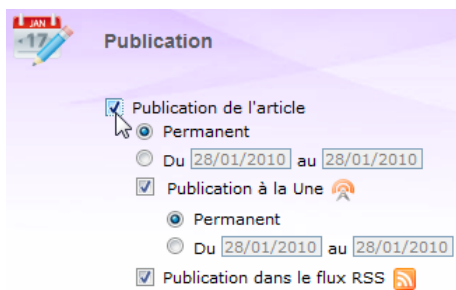 JAN
17
Publication
Publication de l'article
Permanent
Du 28/01/2010 au 28/01/2010
Publication à la Une
Permanent
Du 28/01/2010 au 28/01/2010
Publication dans le flux RSS